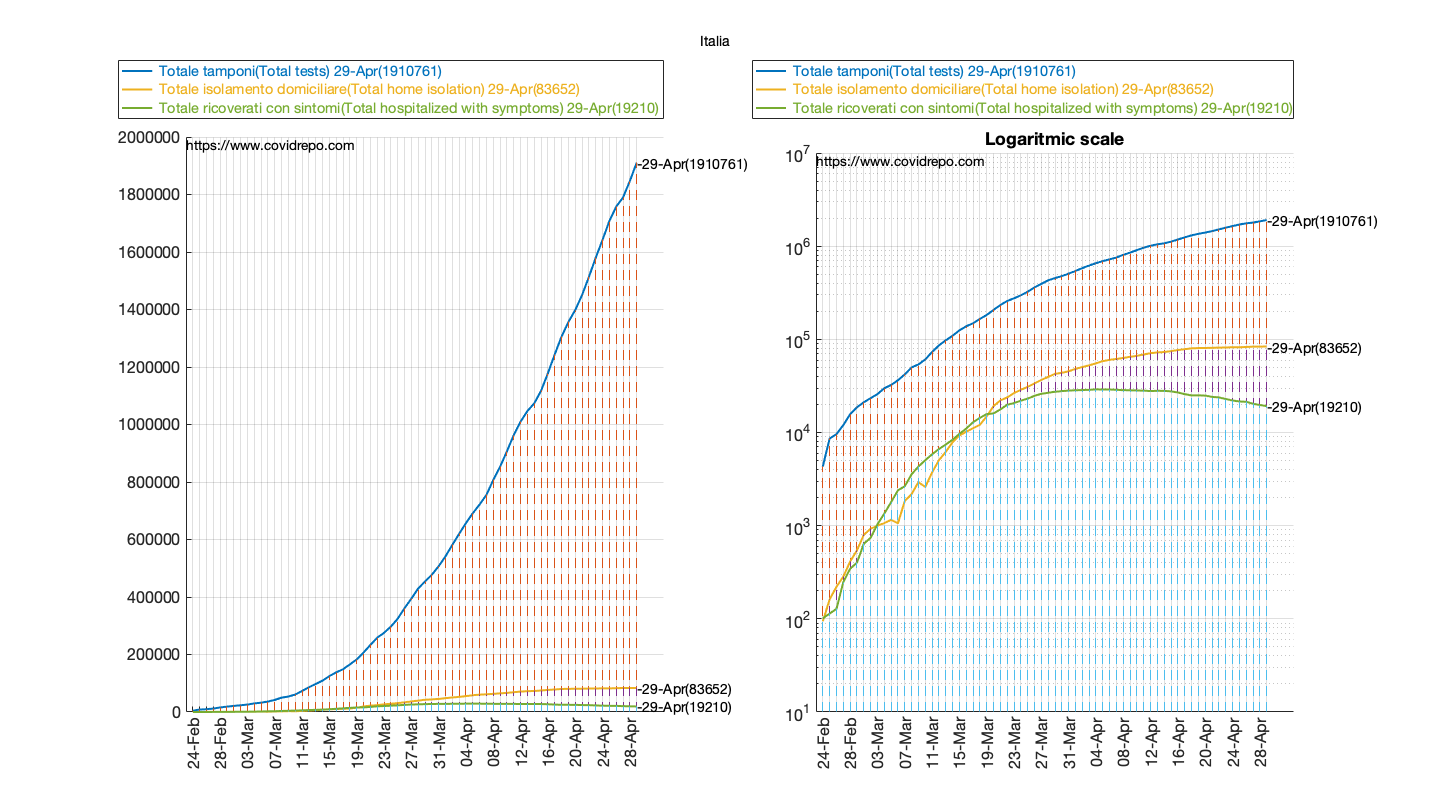 Italia
Totale tamponi(Total tests) 29-Apr(1910761)
Totale isolamento domiciliare(Total home isolation) 29-Apr(83652)
Totale ricoverati con sintomi(Total hospitalized with symptoms) 29-Apr(19210)
2000000
1800000
1600000
1400000
1200000
1000000
800000
600000
400000
200000
0
https://www.covidrepo.com
-29-Apr(1910761)
-29-Apr(83652)
-29-Apr(19210)
24-Feb
28-Feb
03-Mar
07-Mar
11-Mar
15-Mar
19-Mar
23-Mar
27-Mar
31-Mar
04-Apr
08-Apr
12-Apr
16-Apr
20-Apr
24-Apr
28-Apr
Totale tamponi(Total tests) 29-Apr(1910761)
Totale isolamento domiciliare(Total home isolation) 29-Apr(83652)
Totale ricoverati con sintomi(Total hospitalized with symptoms) 29-Apr(19210)
Logaritmic scale
10^7
10^6
10^5
10^4
10^3
10^2
10^1
https://www.covidrepo.com
-29-Apr(1910761)
-29-Apr(83652)
-29-Apr(19210)
24-Feb
28-Feb
03-Mar
07-Mar
11-Mar
15-Mar
19-Mar
23-Mar
27-Mar
31-Mar
04-Apr
08-Apr
12-Apr
16-Apr
20-Apr
24-Apr
28-Apr